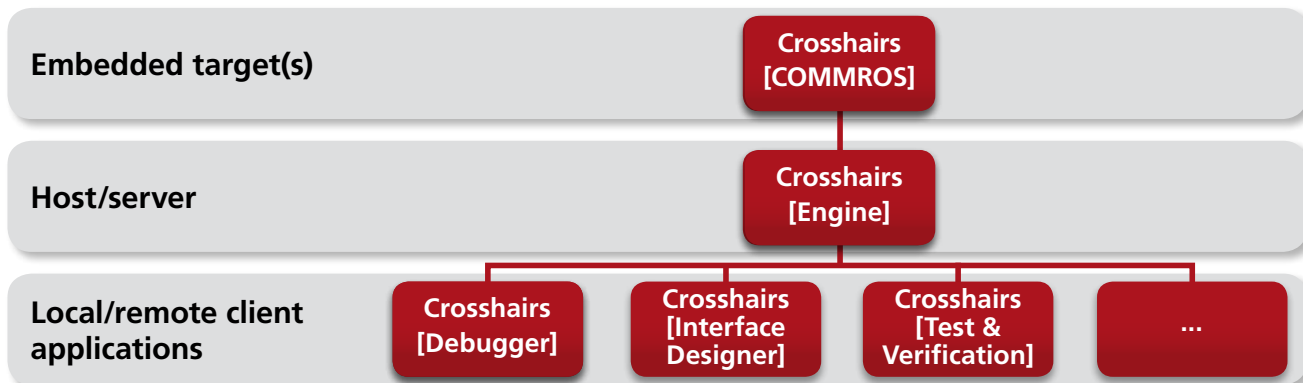 Embedded target(s)
Crosshairs
[COMMROS]
Host/server
Crosshairs
[Engine]
Local/remote client
applications
Crosshairs
[Debugger]
Crosshairs
[Interface
Designer]
Crosshairs
[Test &
Verification]
...